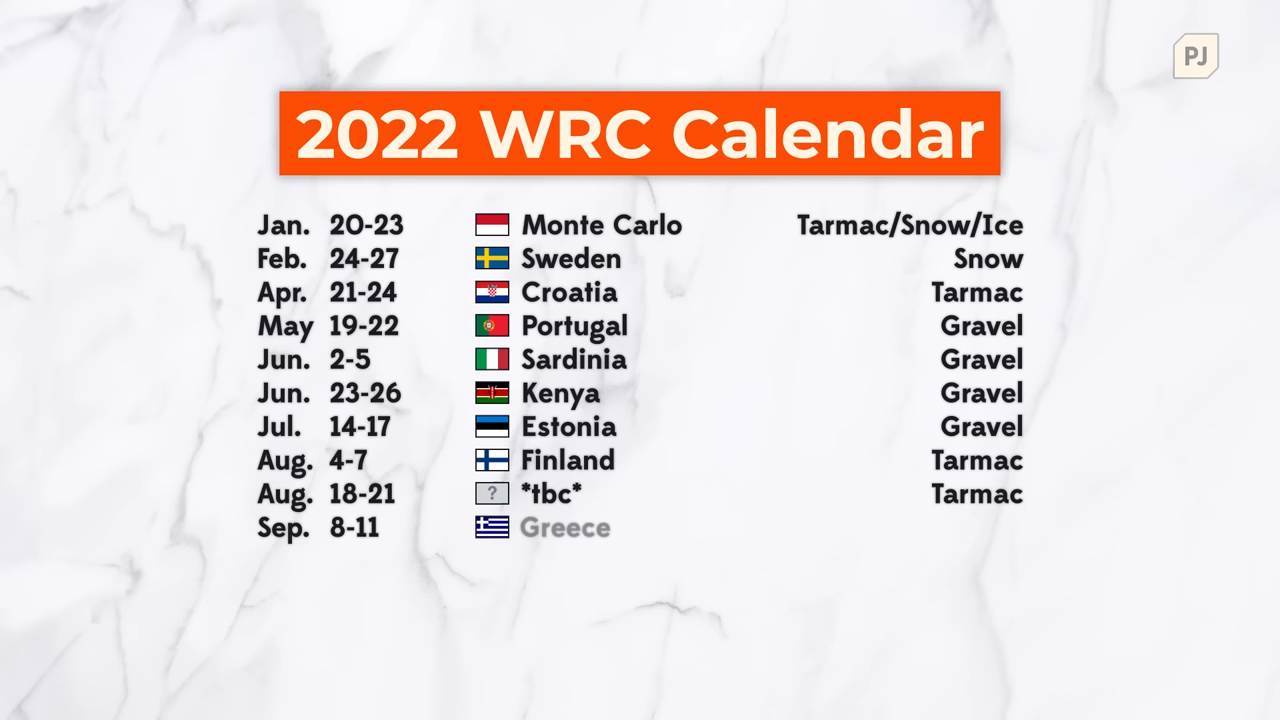 PJ
2022 WRC Calendar
Jan. 20-23 Monte Carlo Tarmac/Snow/Ice
Feb. 24-27 Sweden Snow
Apr. 21-24 Croatia Tarmac
May 19-22 Portugal Gravel
Jun. 2-5 Sardinia Gravel
Jun. 23-26 Kenya Gravel
Jul. 14-17 Estonia Gravel
Aug. 4-7 Finland Tarmac
Aug. 18-21 ? *tbc* Tarmac
Sep. 8-11 Greece